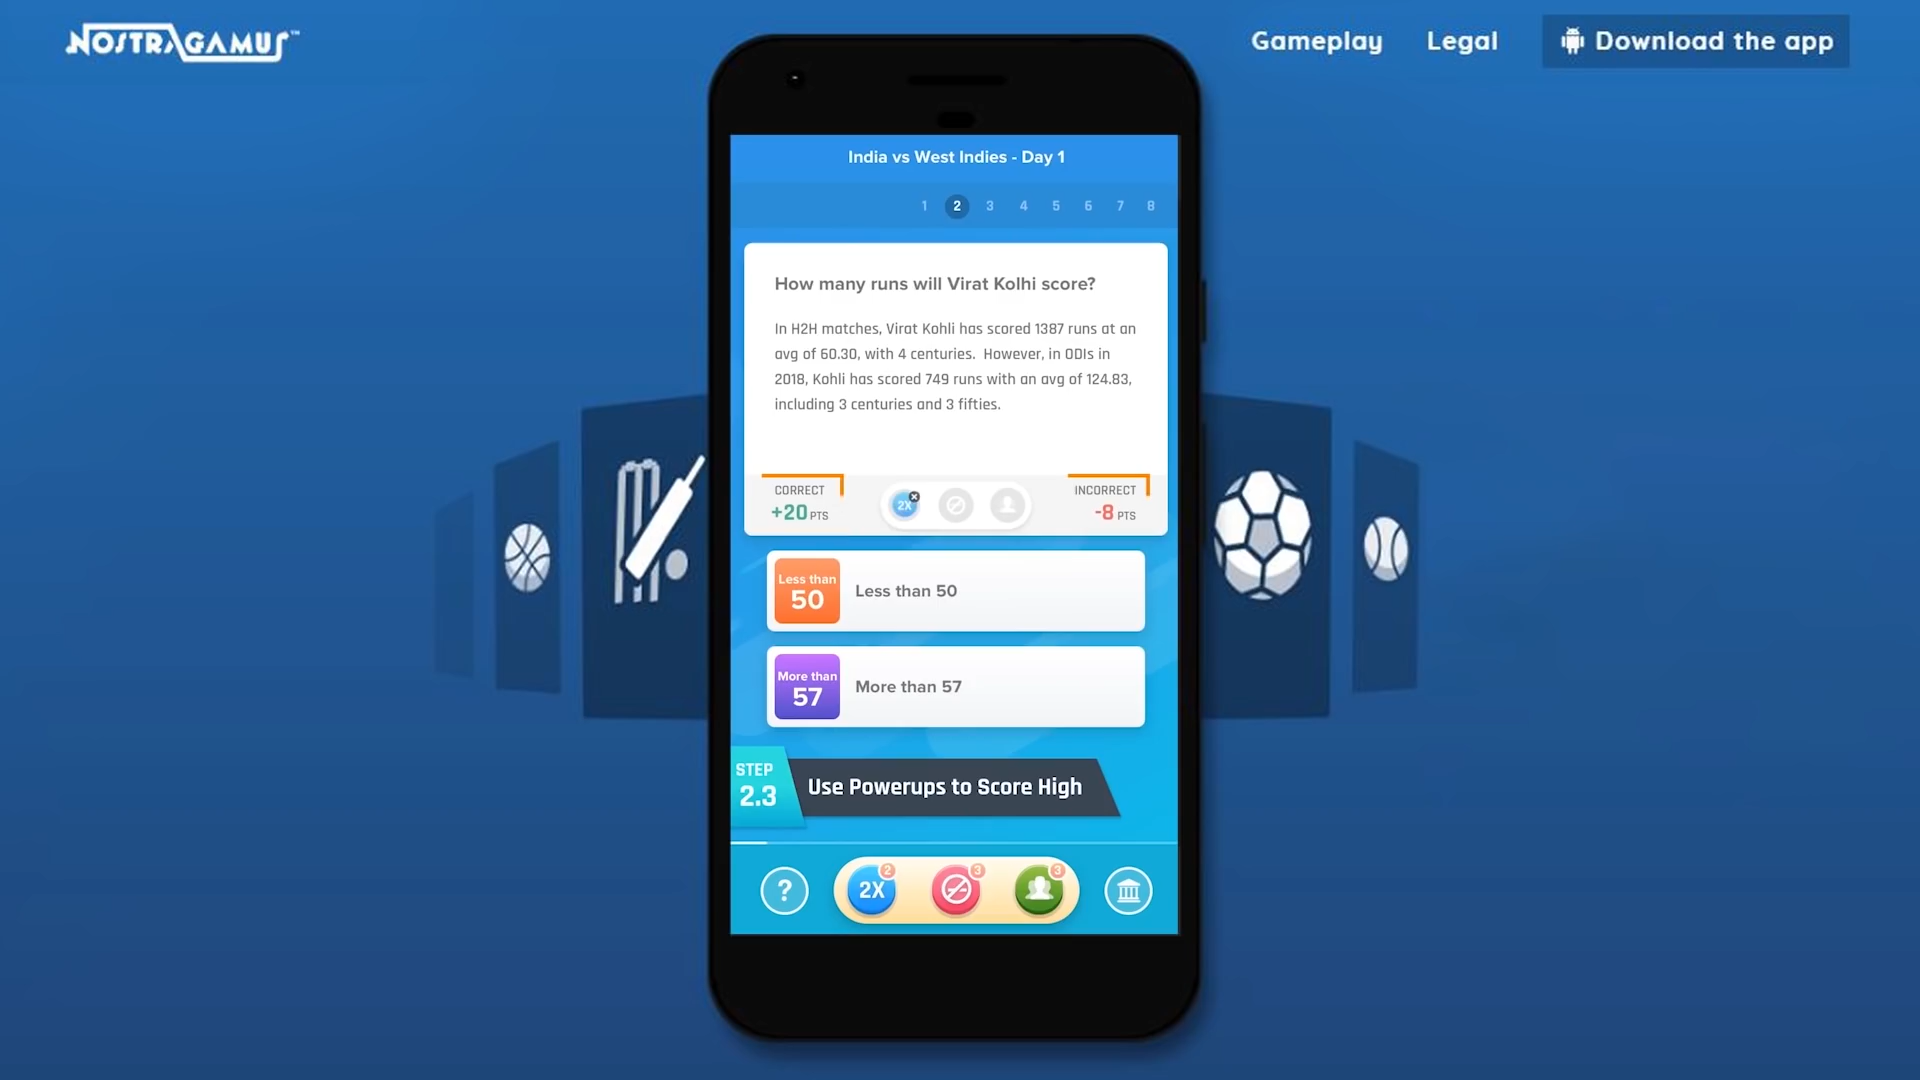 NOSTRAGAMUS™
Gameplay
Legal
Download the app
India vs West Indies - Day 1
1 2 3 4 5 6 7 8
How many runs will Virat Kolhi score?
In H2H matches, Virat Kohli has scored 1387 runs at an
avg of 60.30, with 4 centuries. However, in ODIs in
2018, Kohli has scored 749 runs with an avg of 124.83,
including 3 centuries and 3 fifties.
CORRECT
+20 PTS
2X
INCORRECT
-8 PTS
Less than
50
Less than 50
More than
57
More than 57
STEP
2.3
Use Powerups to Score High
?
2X
2
3
3